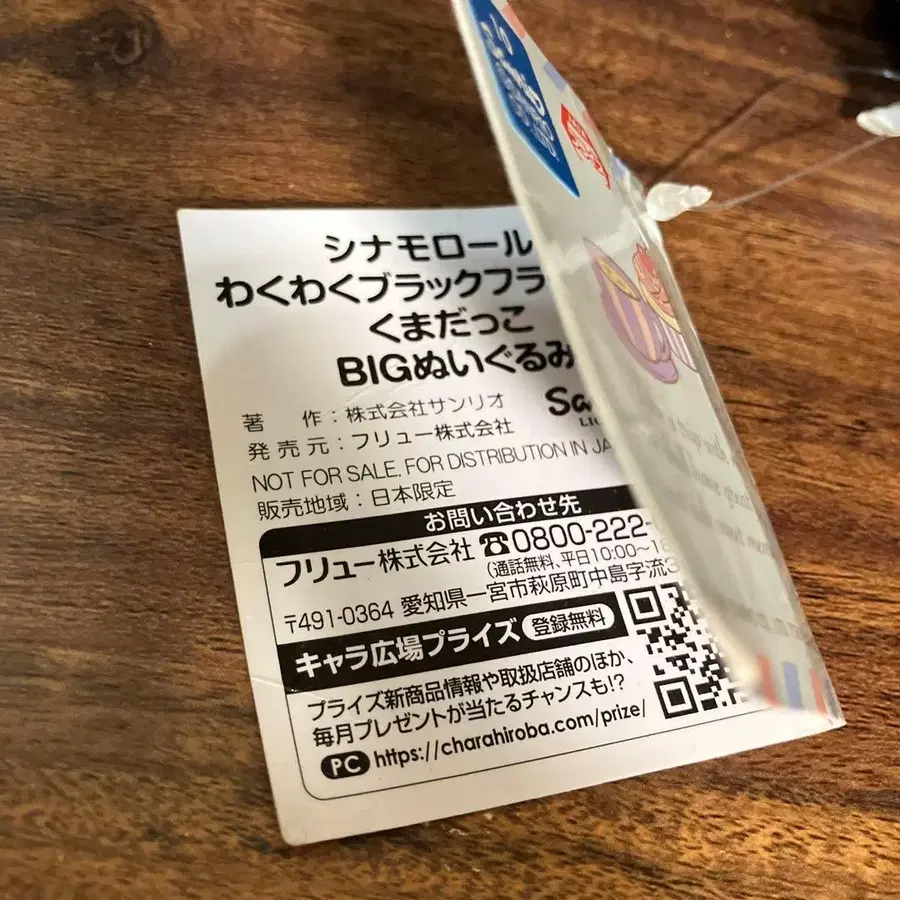 シナモロール
わくわくブラックフラ
くまだっこ
BIGぬいぐるみ
著 作：株式会社サンリオ
発売元：フリュー株式会社
NOT FOR SALE. FOR DISTRIBUTION IN JA
販売地域：日本限定
お問い合わせ先
フリュー株式会社 ☎0800-222-
(通話無料、平日10:00~18
〒491-0364 愛知県一宮市萩原町中島字流
キャラ広場プライズ 登録無料
プライズ新商品情報や取扱店舗のほか、
毎月プレゼントが当たるチャンスも!?
PC https://charahiroba.com/prize/